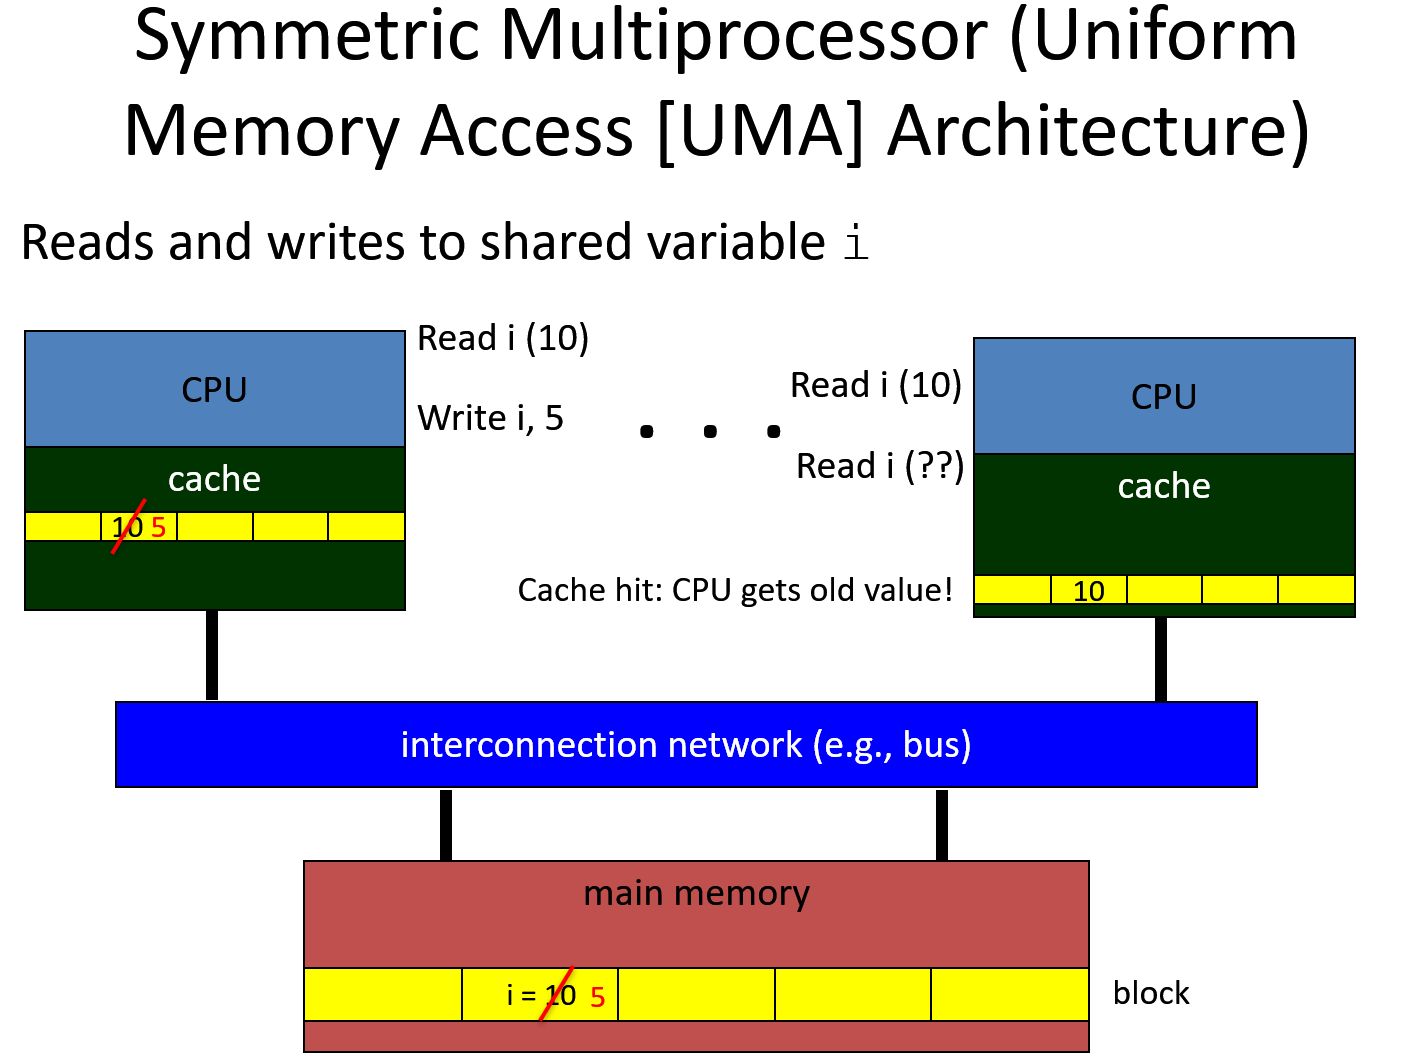 Symmetric Multiprocessor (Uniform
Memory Access [UMA] Architecture)
Reads and writes to shared variable i
CPU
Read i (10)
Write i, 5
. . .
Read i (10)
Read i (??)
CPU
cache
10 5
cache
Cache hit: CPU gets old value!
10
interconnection network (e.g., bus)
main memory
i = 10 5
block